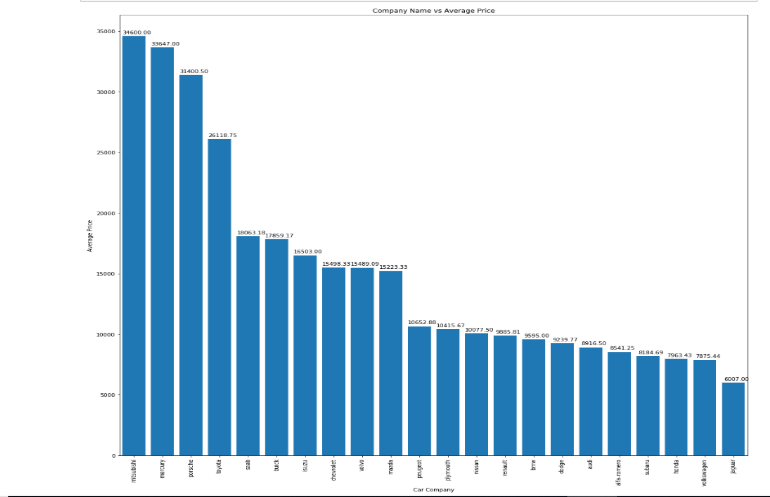 Company Name vs Average Price
35000
30000
25000
20000
15000
10000
5000
0
Average Price
34600.00
33647.00
31400.50
26118.75
18063.18
17859.17
16503.00
15498.33
15489.09
15223.33
10652.88
10415.67
10077.50
9885.81
9595.00
9239.77
8916.50
8541.25
8184.69
7963.43
7875.44
6007.00
mitsubishi
mercury
porsche
toyota
saab
buick
isuzu
chevrolet
volvo
mazda
peugeot
plymouth
nissan
renault
bmw
dodge
audi
alfa-romero
subaru
honda
volkswagen
jaguar
Car Company